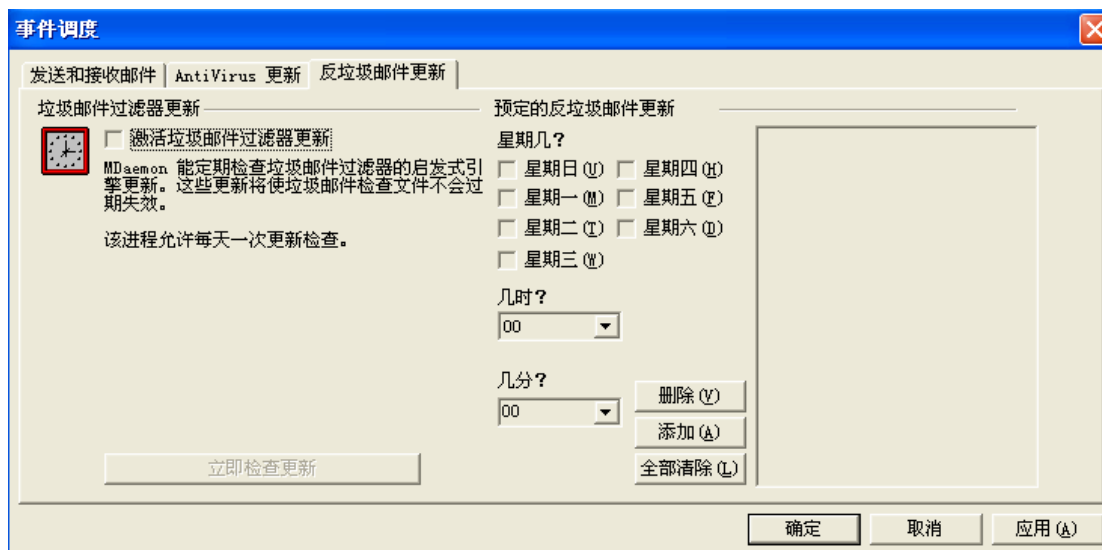 事件调度
发送和接收邮件 AntiVirus 更新 反垃圾邮件更新
垃圾邮件过滤器更新
激活垃圾邮件过滤器更新
MDaemon 能定期检查垃圾邮件过滤器的启发式引
擎更新。这些更新将使垃圾邮件检查文件不会过
期失效。
该进程允许每天一次更新检查。
立即检查更新
预定的反垃圾邮件更新
星期几?
星期日(U) 星期四(H)
星期一(M) 星期五(F)
星期二(T) 星期六(D)
星期三(W)
几时?
00
几分?
00
删除(V)
添加(A)
全部清除(L)
确定 取消 应用(A)